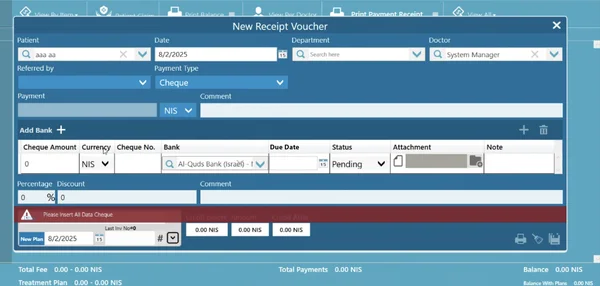 View By Page
Patient Claim
Print Balance
View Per Doctor
Print Payment Receipt
View All
New Receipt Voucher
Patient
Date
Department
Doctor
aaa aa
8/2/2025
Search here
System Manager
Referred by
Payment Type
Cheque
Payment
Comment
NIS
Add Bank
Cheque Amount
Currency
Cheque No.
Bank
Due Date
Status
Attachment
Note
0
NIS
Al-Quds Bank (Israel) -
Pending
Percentage
Discount
Comment
0 %
0
Please Insert All Data Cheque
Last Inv No=0
New Plan
8/2/2025
#
0.00 NIS
0.00 NIS
0.00 NIS
Total Fee 0.00 - 0.00 NIS
Total Payments
0.00 - 0.00 NIS
Balance 0.00 - 0.00 NIS
Treatment Plan 0.00 - 0.00 NIS
Balance With Plans 0.00 NIS